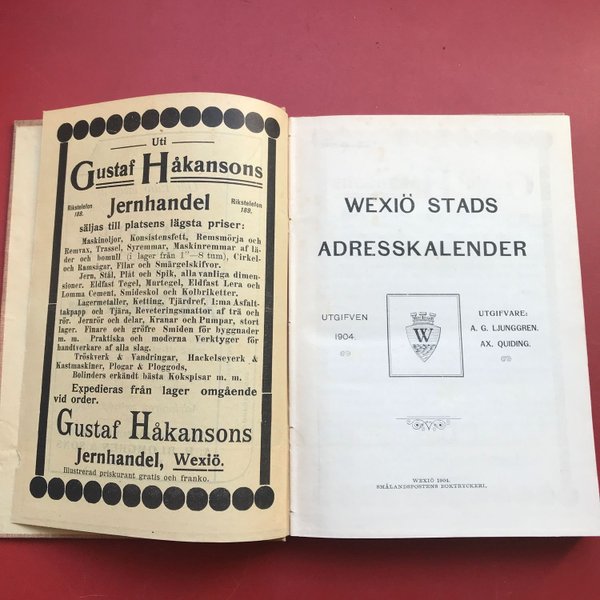 Uti
Gustaf Håkansons
Rikstelefon
188.
Jernhandel
Rikstelefon
188,
säljas till platsens lägsta priser:
Maskinoljor, Konsistensfett, Remsmörja och
Remvax, Trassel, Syremmar, Maskinremmar af lä-
der och bomull (i lager från 1"—8 tum), Cirkel-
och Ramsågar, Filar och Smärgelskifvor.
Jern, Stål, Plåt och Spik, alla vanliga dimen-
sioner. Eldfast Tegel, Murtegel, Eldfast Lera och
Lomma Cement, Smideskol och Kolbriketter.
Lagermetaller, Ketting, Tjärdref, 1:ma Asfalt-
takpapp och Tjära, Reveteringsmattor af trä och
rör. Jernrör och delar, Kranar och Pumpar, stort
lager. Finare och gröfre Smiden för byggnader
m. m. Praktiska och moderna Verktyger för
handtverkare af alla slag.
Tröskverk & Vandringar, Hackelseyerk &
Kastmaskiner, Plogar & Ploggods,
Bolinders erkändt bästa Kokspisar m. m.
Expedieras från lager omgående
vid order.
Gustaf Håkansons
Jernhandel, Wexiö.
Illustrerad priskurant gratis och franko.
WEXIÖ STADS
ADRESSKALENDER
UTGIFVEN
1904.
W
UTGIFVARE:
A. G. LJUNGGREN.
AX. QUIDING.
WEXIÖ 1904.
SMÅLANDSPOSTENS BOKTRYCKERI.